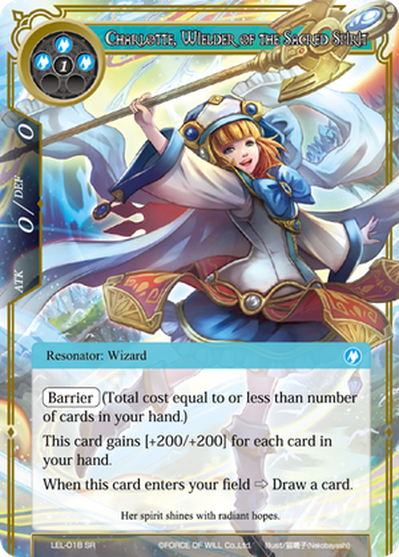 Charlotte, Wielder of the Sacred Spirit
1
ATK 0 / DEF 0
Resonator: Wizard
Barrier (Total cost equal to or less than number
of cards in your hand.)
This card gains [+200/+200] for each card in
your hand.
When this card enters your field ⇨ Draw a card.
Her spirit shines with radiant hopes.
LEL-018 SR
©FORCE OF WILL Co.,Ltd.
Illust/
(Nekobayashi)